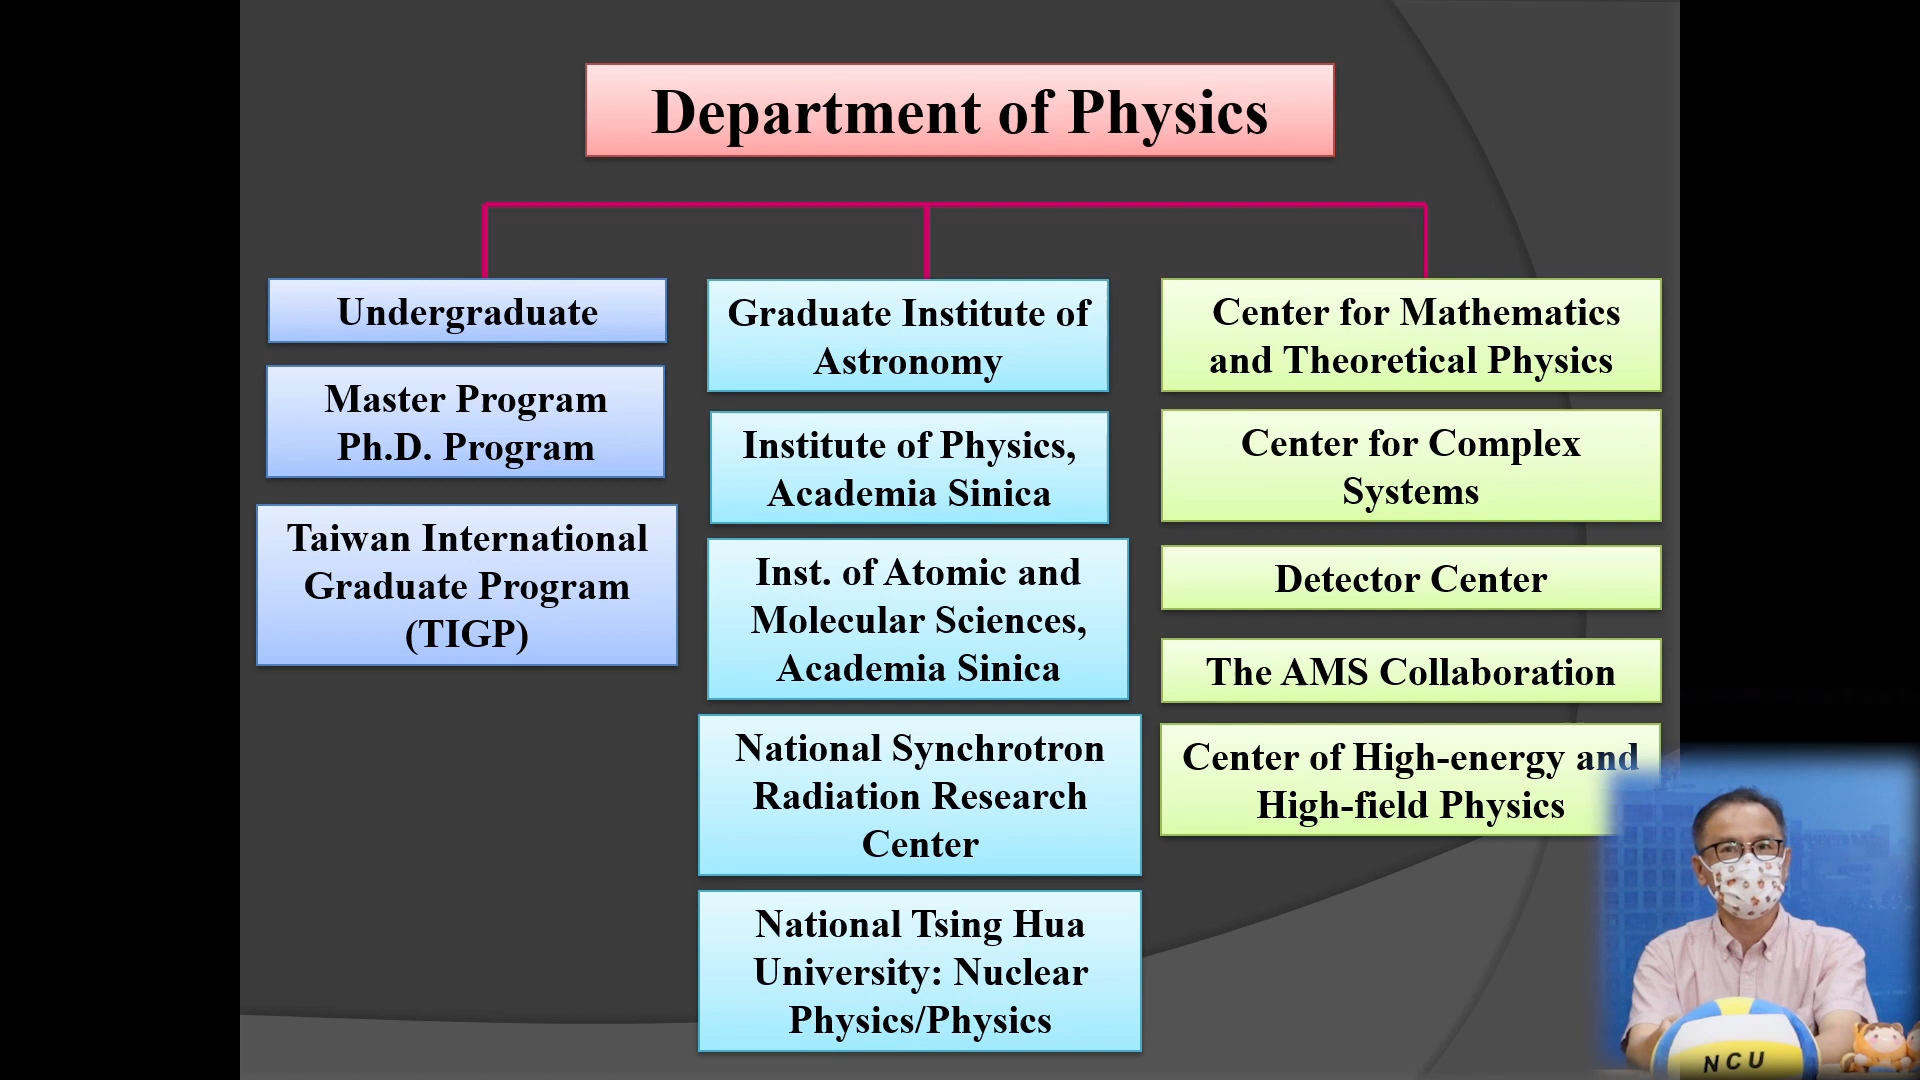 Department of Physics
Undergraduate
Master Program
Ph.D. Program
Taiwan International
Graduate Program
(TIGP)
Graduate Institute of
Astronomy
Institute of Physics,
Academia Sinica
Inst. of Atomic and
Molecular Sciences,
Academia Sinica
National Synchrotron
Radiation Research
Center
National Tsing Hua
University: Nuclear
Physics/Physics
Center for Mathematics
and Theoretical Physics
Center for Complex
Systems
Detector Center
The AMS Collaboration
Center of High-energy and
High-field Physics
NCU